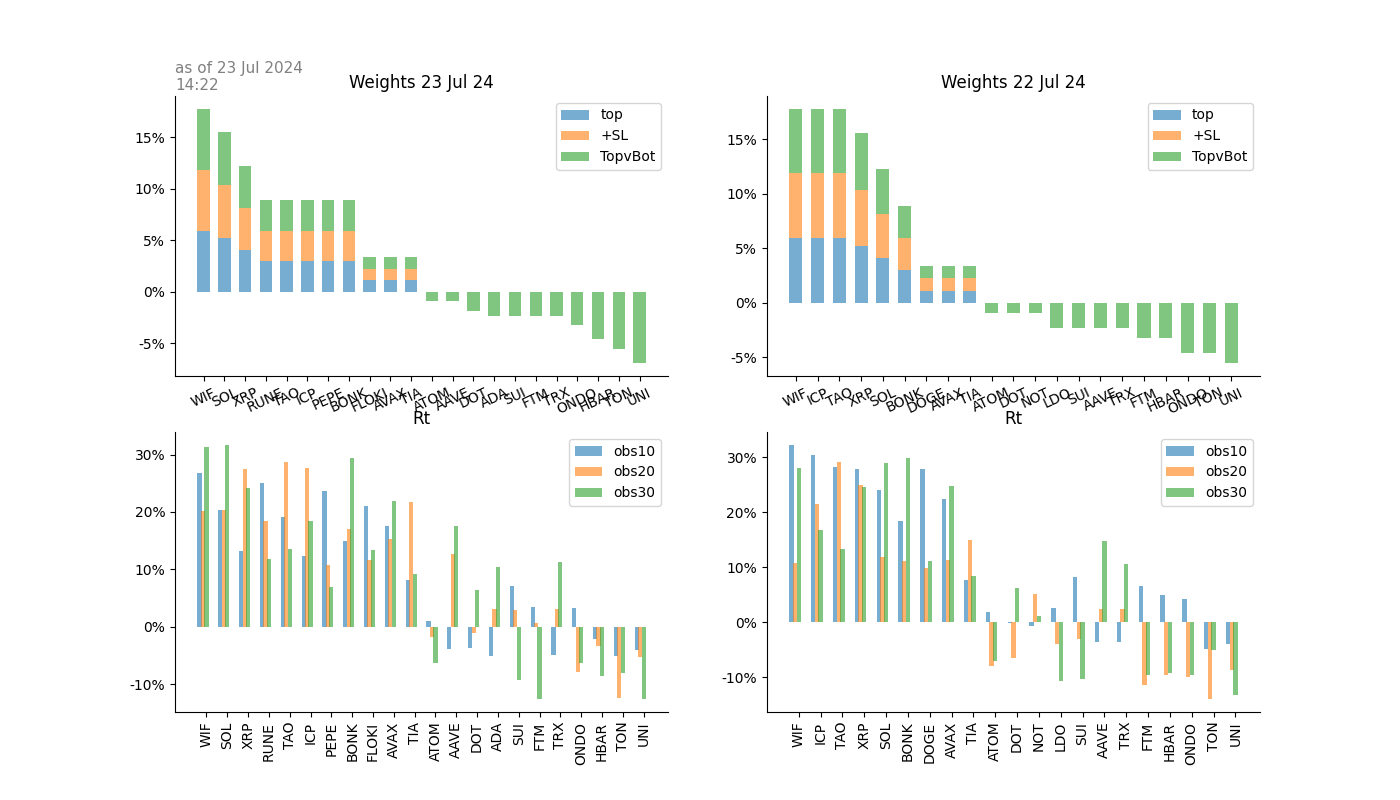 as of 23 Jul 2024
14:22
Weights 23 Jul 24
15%
10%
5%
0%
-5%
top
+SL
TopvBot
WIF SOL XRP RUNE TAO ICP PEPE BONK FLOKI AVAX TIA ATOM AAVE DOT ADA SUI FTM TRX ONDO HBAR TON UNI
Weights 22 Jul 24
15%
10%
5%
0%
-5%
top
+SL
TopvBot
WIF ICP TAO XRP SOL BONK DOGE AVAX TIA ATOM DOT NOT LDO SUI AAVE TRX FTM HBAR ONDO TON UNI
Rt
30%
20%
10%
0%
-10%
obs10
obs20
obs30
WIF SOL XRP RUNE TAO ICP PEPE BONK FLOKI AVAX TIA ATOM AAVE DOT ADA SUI FTM TRX ONDO HBAR TON UNI
Rt
30%
20%
10%
0%
-10%
obs10
obs20
obs30
WIF ICP TAO XRP SOL BONK DOGE AVAX TIA ATOM DOT NOT LDO SUI AAVE TRX FTM HBAR ONDO TON UNI